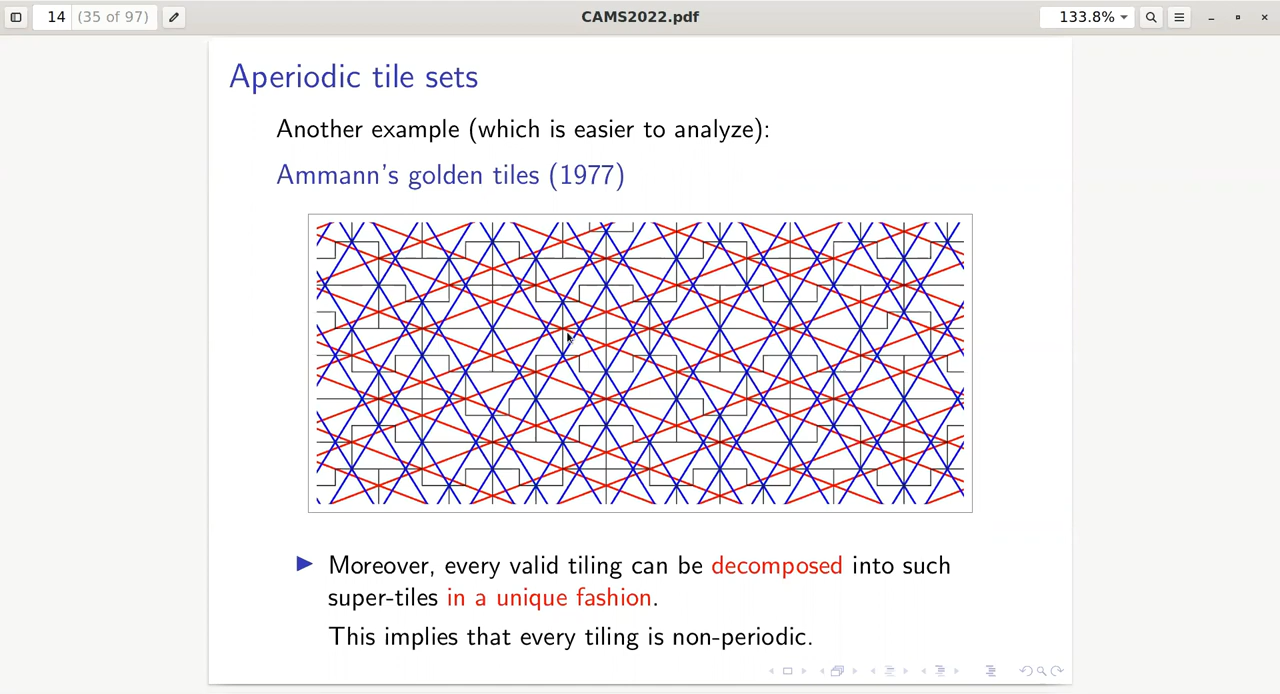 14 (35 of 97) CAMS2022.pdf 133.8%
Aperiodic tile sets
Another example (which is easier to analyze):
Ammann's golden tiles (1977)
Moreover, every valid tiling can be decomposed into such
super-tiles in a unique fashion.
This implies that every tiling is non-periodic.